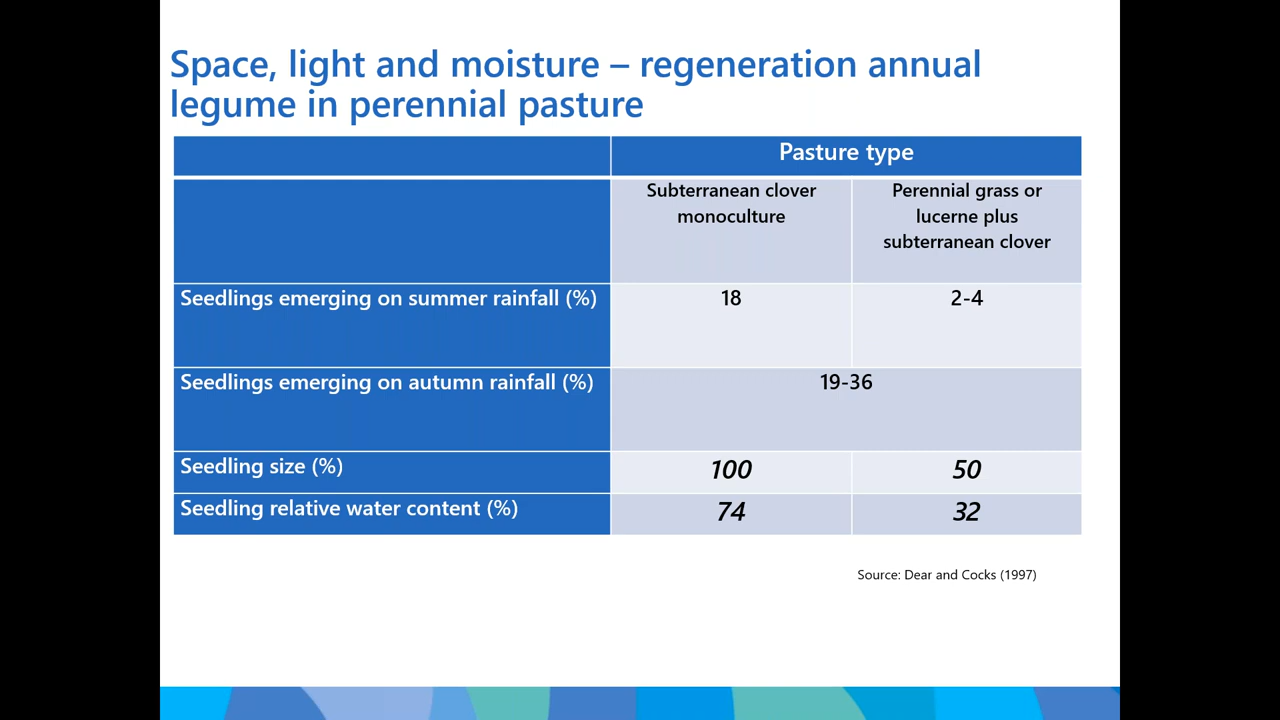 Space, light and moisture – regeneration annual
legume in perennial pasture
Pasture type
Subterranean clover
monoculture
Perennial grass or
lucerne plus
subterranean clover
Seedlings emerging on summer rainfall (%)
18
2-4
Seedlings emerging on autumn rainfall (%)
19-36
Seedling size (%)
100
50
Seedling relative water content (%)
74
32
Source: Dear and Cocks (1997)